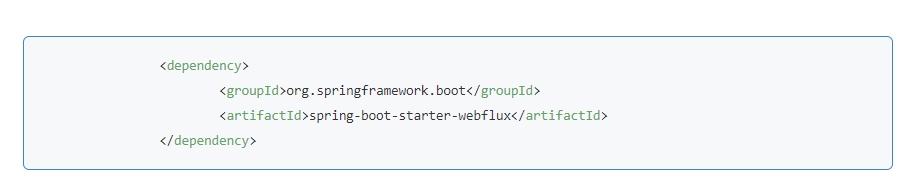 <dependency>
<groupId>org.springframework.boot</groupId>
<artifactId>spring-boot-starter-webflux</artifactId>
</dependency>